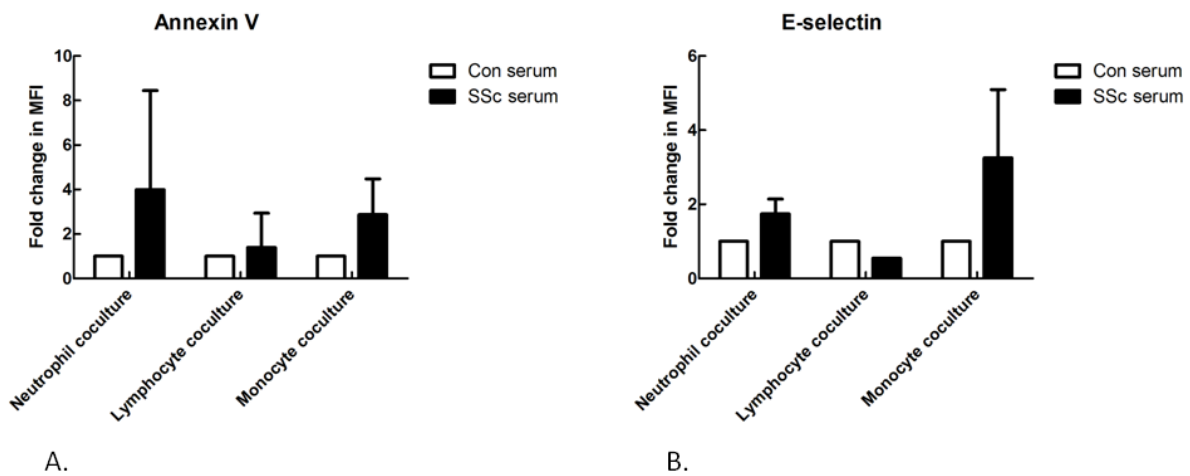 Annexin V
Fold change in MFI
10
8
6
4
2
0
Neutrophil coculture
Lymphocyte coculture
Monocyte coculture
Con serum
SSc serum
A.
E-selectin
Fold change in MFI
6
4
2
0
Neutrophil coculture
Lymphocyte coculture
Monocyte coculture
Con serum
SSc serum
B.